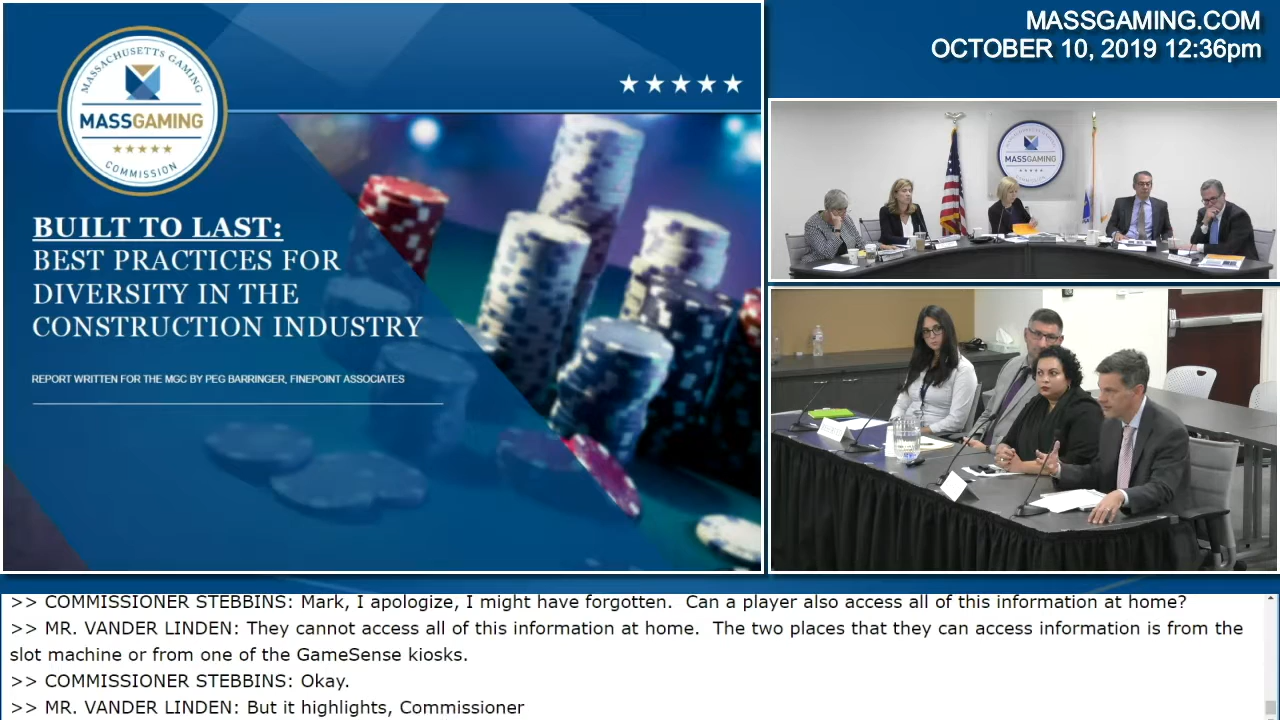 MASSACHUSETTS GAMING
MASSGAMING
COMMISSION
BUILT TO LAST:
BEST PRACTICES FOR
DIVERSITY IN THE
CONSTRUCTION INDUSTRY
REPORT WRITTEN FOR THE MGC BY PEG BARRINGER, FINEPOINT ASSOCIATES
MASSGAMING.COM
OCTOBER 10, 2019 12:36pm
MASSGAMING
>> COMMISSIONER STEBBINS: Mark, I apologize, I might have forgotten.  Can a player also access all of this information at home?
>> MR. VANDER LINDEN: They cannot access all of this information at home.  The two places that they can access information is from the
slot machine or from one of the GameSense kiosks.
>> COMMISSIONER STEBBINS: Okay.
>> MR. VANDER LINDEN: But it highlights, Commissioner